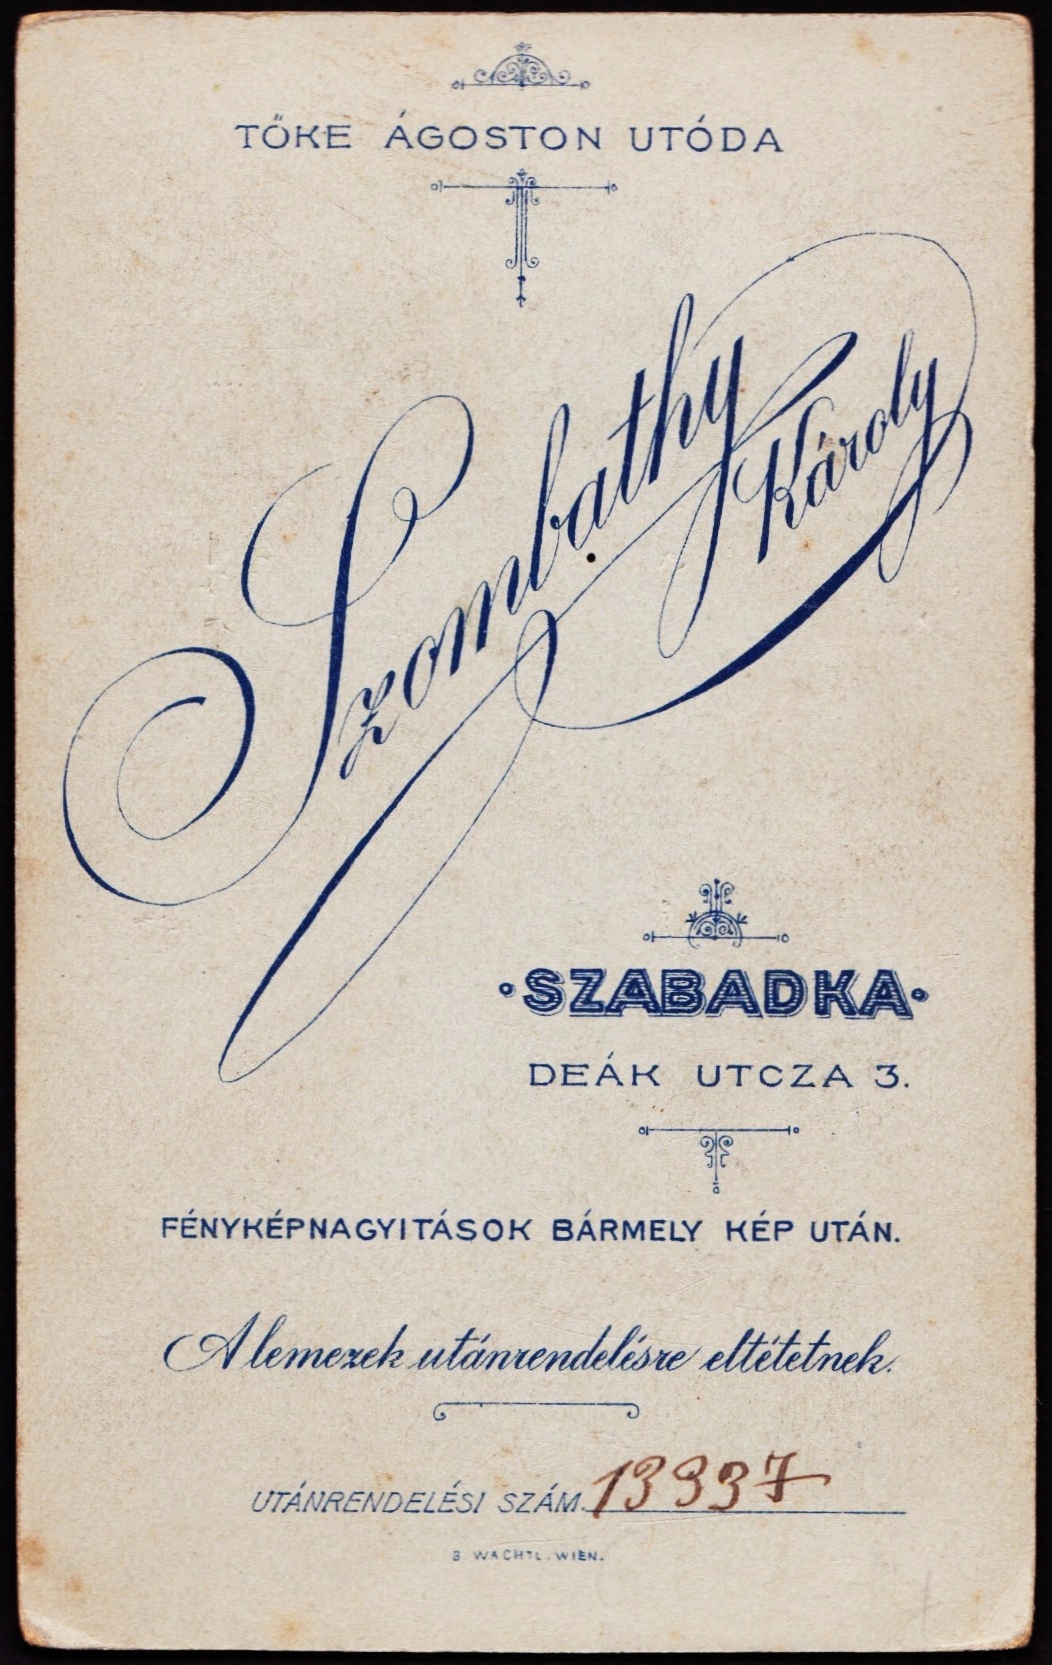 TŐKE ÁGOSTON UTÓDA
Szombathy Károly
SZABADKA
DEÁK UTCZA 3.
FÉNYKÉPNAGYITÁSOK BÁRMELY KÉP UTÁN.
A lemezek utánrendelésre eltétetnek.
UTÁNRENDELÉSI SZÁM. 13337
B WACHTL. WIEN.